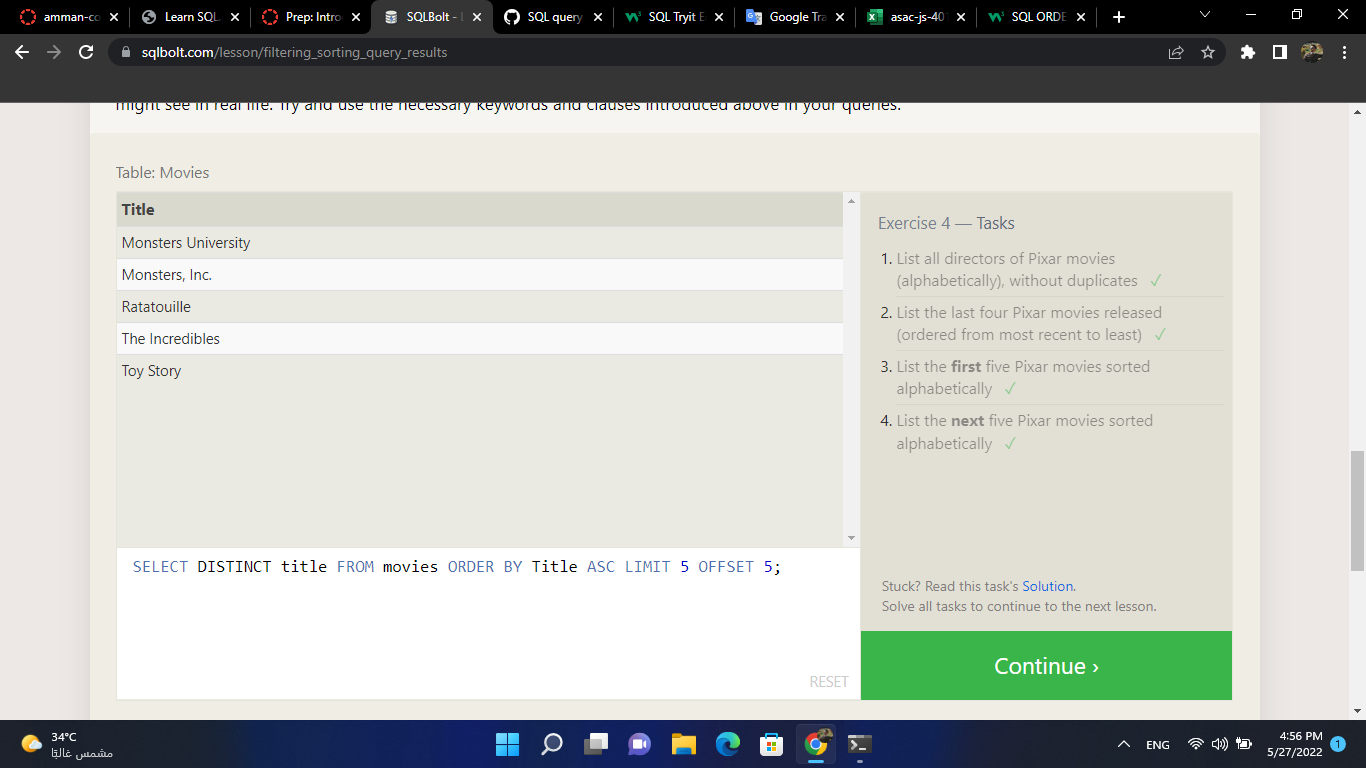 amman-co
Learn SQL
Prep: Intro
SQLBolt - L
SQL query
SQL Tryit E
Google Tra
asac-js-401
SQL ORDE
sqlbolt.com/lesson/filtering_sorting_query_results
might see in real life. Try and use the necessary keywords and clauses introduced above in your queries.
Table: Movies
Title
Monsters University
Monsters, Inc.
Ratatouille
The Incredibles
Toy Story
SELECT DISTINCT title FROM movies ORDER BY Title ASC LIMIT 5 OFFSET 5;
RESET
Exercise 4 — Tasks
1. List all directors of Pixar movies
(alphabetically), without duplicates ✓
2. List the last four Pixar movies released
(ordered from most recent to least) ✓
3. List the first five Pixar movies sorted
alphabetically ✓
4. List the next five Pixar movies sorted
alphabetically ✓
Stuck? Read this task's Solution.
Solve all tasks to continue to the next lesson.
Continue ›
34°C
مشمس غالبًا
ENG
4:56 PM
5/27/2022
1